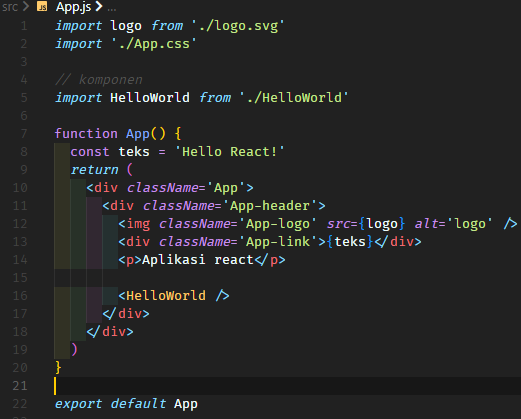 src > JS App.js > ...
1 import logo from './logo.svg'
2 import './App.css'
3
4 // komponen
5 import HelloWorld from './HelloWorld'
6
7 function App() {
8   const teks = 'Hello React!'
9   return (
10     <div className='App'>
11       <div className='App-header'>
12         <img className='App-logo' src={logo} alt='logo' />
13         <div className='App-link'>{teks}</div>
14         <p>Aplikasi react</p>
15
16         <HelloWorld />
17       </div>
18     </div>
19   )
20 }
21
22 export default App